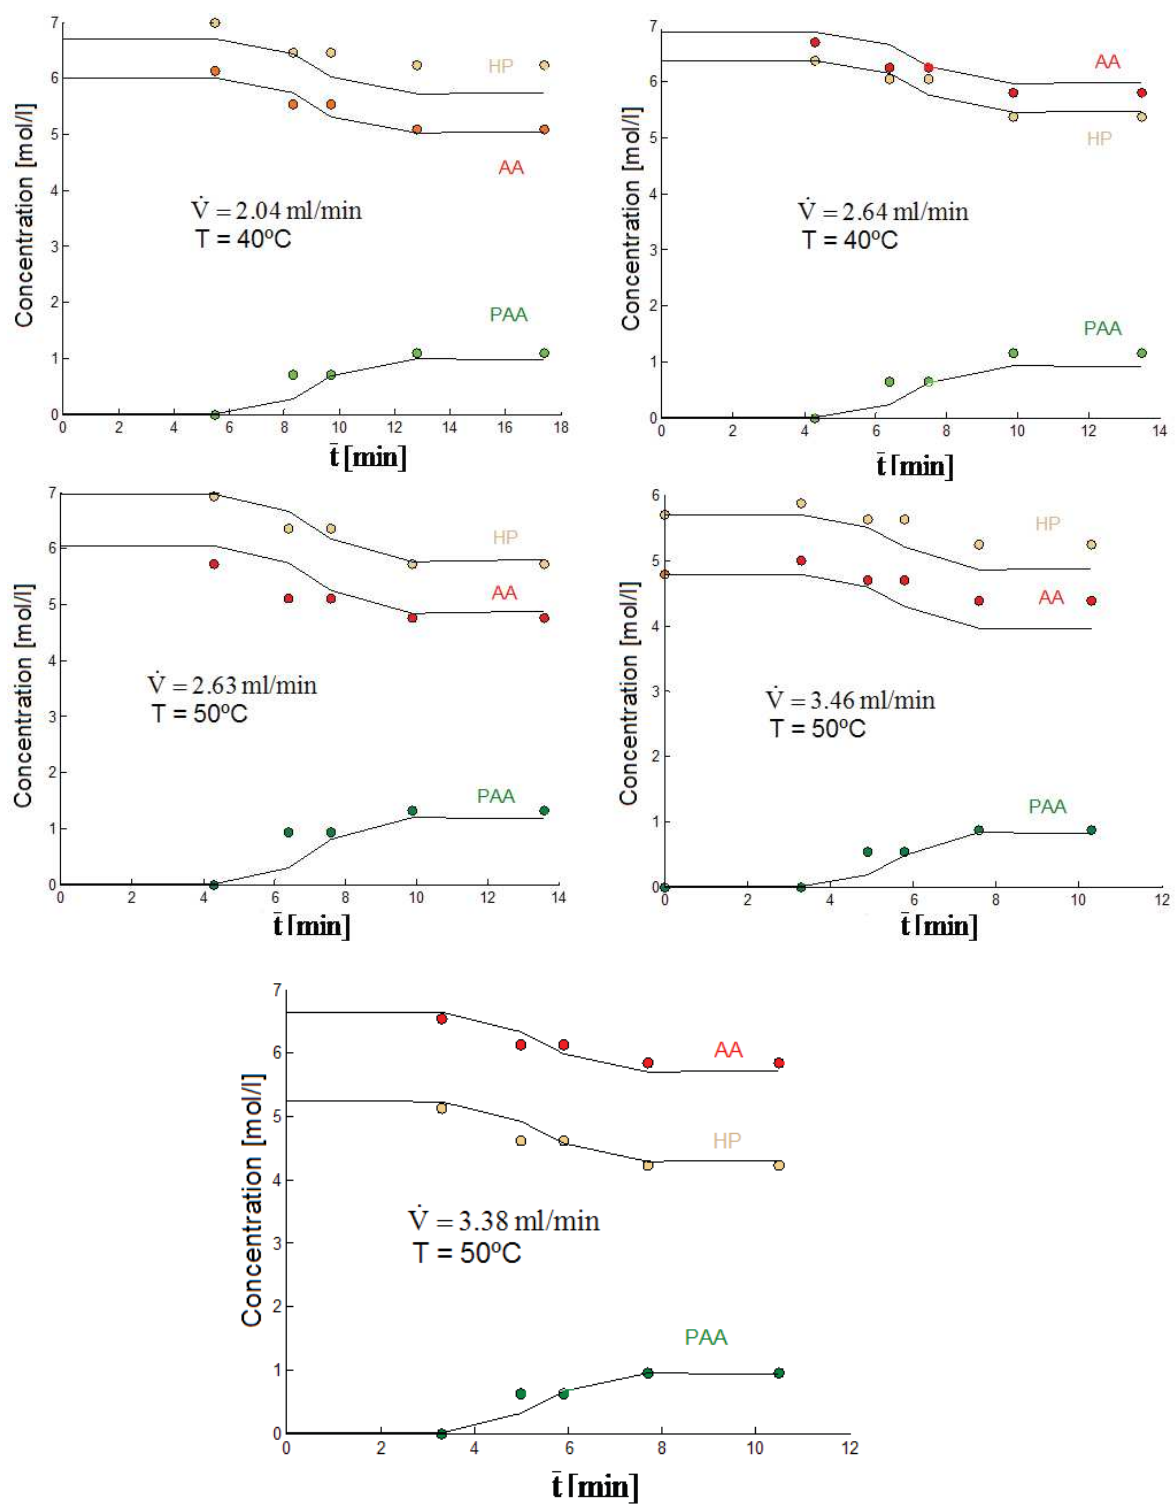 7
6
5
4
3
2
1
0
Concentration [mol/l]
HP
AA
V̇ = 2.04 ml/min
T = 40ºC
PAA
0 2 4 6 8 10 12 14 16 18
t̄ [min]
7
6
5
4
3
2
1
0
Concentration [mol/l]
AA
HP
V̇ = 2.64 ml/min
T = 40ºC
PAA
0 2 4 6 8 10 12 14
t̄ [min]
7
6
5
4
3
2
1
0
Concentration [mol/l]
HP
AA
V̇ = 2.63 ml/min
T = 50ºC
PAA
0 2 4 6 8 10 12 14
t̄ [min]
6
5
4
3
2
1
0
Concentration [mol/l]
HP
AA
V̇ = 3.46 ml/min
T = 50ºC
PAA
0 2 4 6 8 10 12
t̄ [min]
7
6
5
4
3
2
1
0
Concentration [mol/l]
AA
HP
V̇ = 3.38 ml/min
T = 50ºC
PAA
0 2 4 6 8 10 12
t̄ [min]